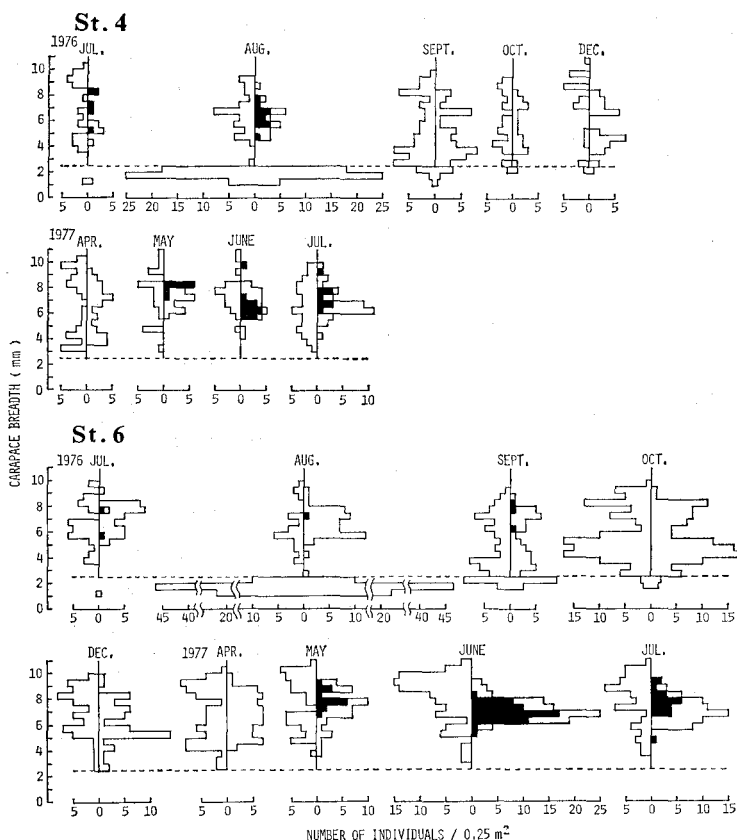 St.4
1976
JUL. AUG. SEPT. OCT. DEC.
10
8
6
4
2
0
5 0 5 25 20 15 10 5 0 5 10 15 20 25 5 0 5 5 0 5 5 0 5
1977
APR. MAY JUNE JUL.
10
8
6
4
2
0
5 0 5 5 0 5 5 0 5 5 0 5 10
CARAPACE BREADTH ( mm )
St.6
1976 JUL. AUG. SEPT. OCT.
10
8
6
4
2
0
5 0 5 45 40 20 10 5 0 5 10 20 40 45 5 0 5 15 10 5 0 5 10 15
DEC. 1977 APR. MAY JUNE JUL.
10
8
6
4
2
0
5 0 5 10 5 0 5 5 0 5 10 15 10 5 0 5 10 15 20 25 5 0 5 10 15
NUMBER OF INDIVIDUALS / 0,25 m²